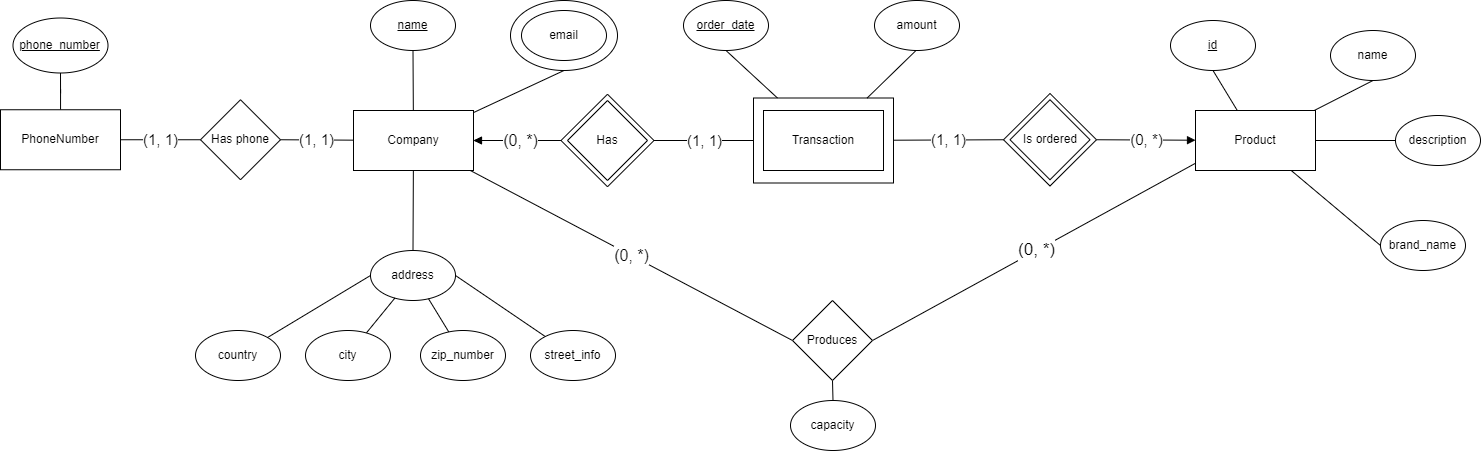 name
email
order_date
amount
phone_number
id
name
PhoneNumber
(1, 1)
Has phone
(1, 1)
Company
(0, *)
Has
(1, 1)
Transaction
(1, 1)
Is ordered
(0, *)
Product
description
(0, *)
(0, *)
brand_name
address
country
city
zip_number
street_info
Produces
capacity